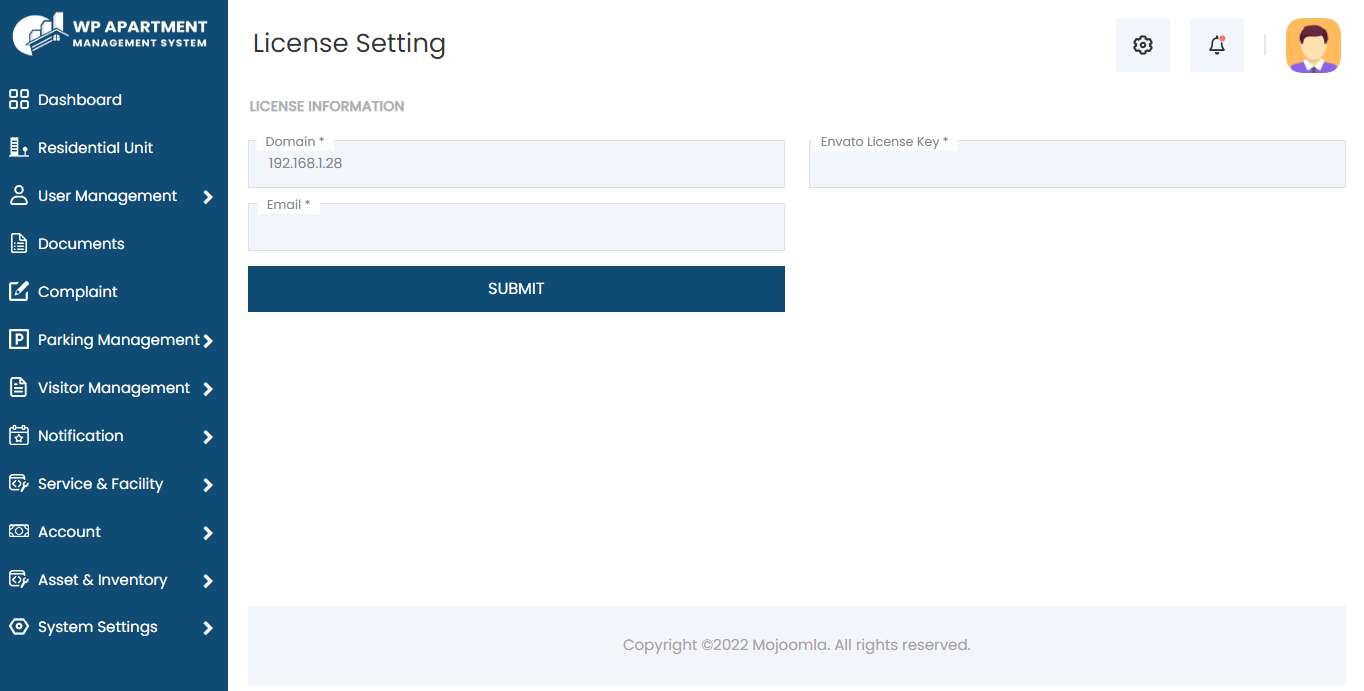 WP APARTMENT
MANAGEMENT SYSTEM
Dashboard
Residential Unit
User Management
Documents
Complaint
Parking Management
Visitor Management
Notification
Service & Facility
Account
Asset & Inventory
System Settings
License Setting
LICENSE INFORMATION
Domain *
192.168.1.28
Envato License Key *
Email *
SUBMIT
Copyright ©2022 Mojoomla. All rights reserved.